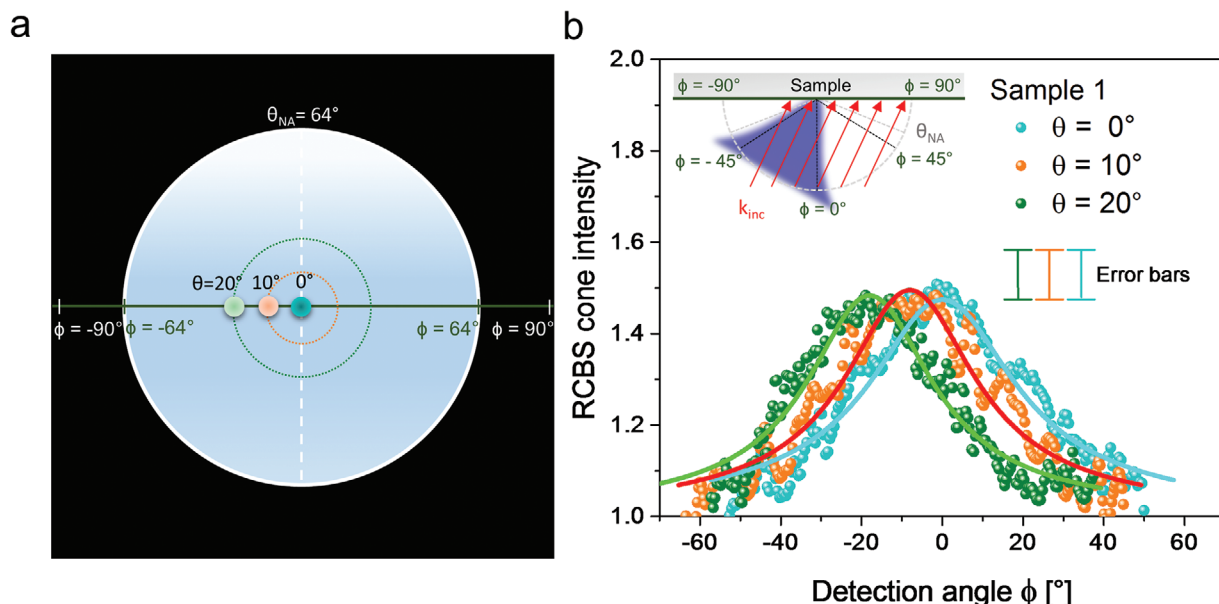 a
θNA= 64°
θ=20° 10° 0°
ϕ = -90° ϕ = -64° ϕ = 64° ϕ = 90°
b
RCBS cone intensity
2.0
1.8
1.6
1.4
1.2
1.0
-60 -40 -20 0 20 40 60
Detection angle ϕ [°]
ϕ = -90° Sample ϕ = 90°
θNA
ϕ = - 45° ϕ = 45°
kinc ϕ = 0°
Sample 1
θ = 0°
θ = 10°
θ = 20°
Error bars